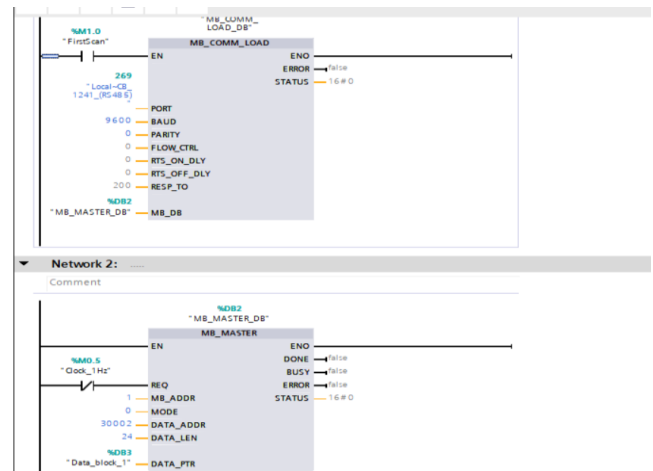 "MB_COMM_
LOAD_DB"
%M1.0
"FirstScan"
MB_COMM_LOAD
EN ENO
ERROR false
STATUS 16#0
269
"Local~CB_
1241_(RS485)
"
PORT
9600 BAUD
0 PARITY
0 FLOW_CTRL
0 RTS_ON_DLY
0 RTS_OFF_DLY
200 RESP_TO
%DB2
"MB_MASTER_DB" MB_DB
Network 2: ....
Comment
%DB2
"MB_MASTER_DB"
MB_MASTER
EN ENO
DONE false
%M0.5
"Clock_1Hz"
BUSY false
REQ ERROR false
1 MB_ADDR STATUS 16#0
0 MODE
30002 DATA_ADDR
24 DATA_LEN
%DB3
"Data_block_1" DATA_PTR